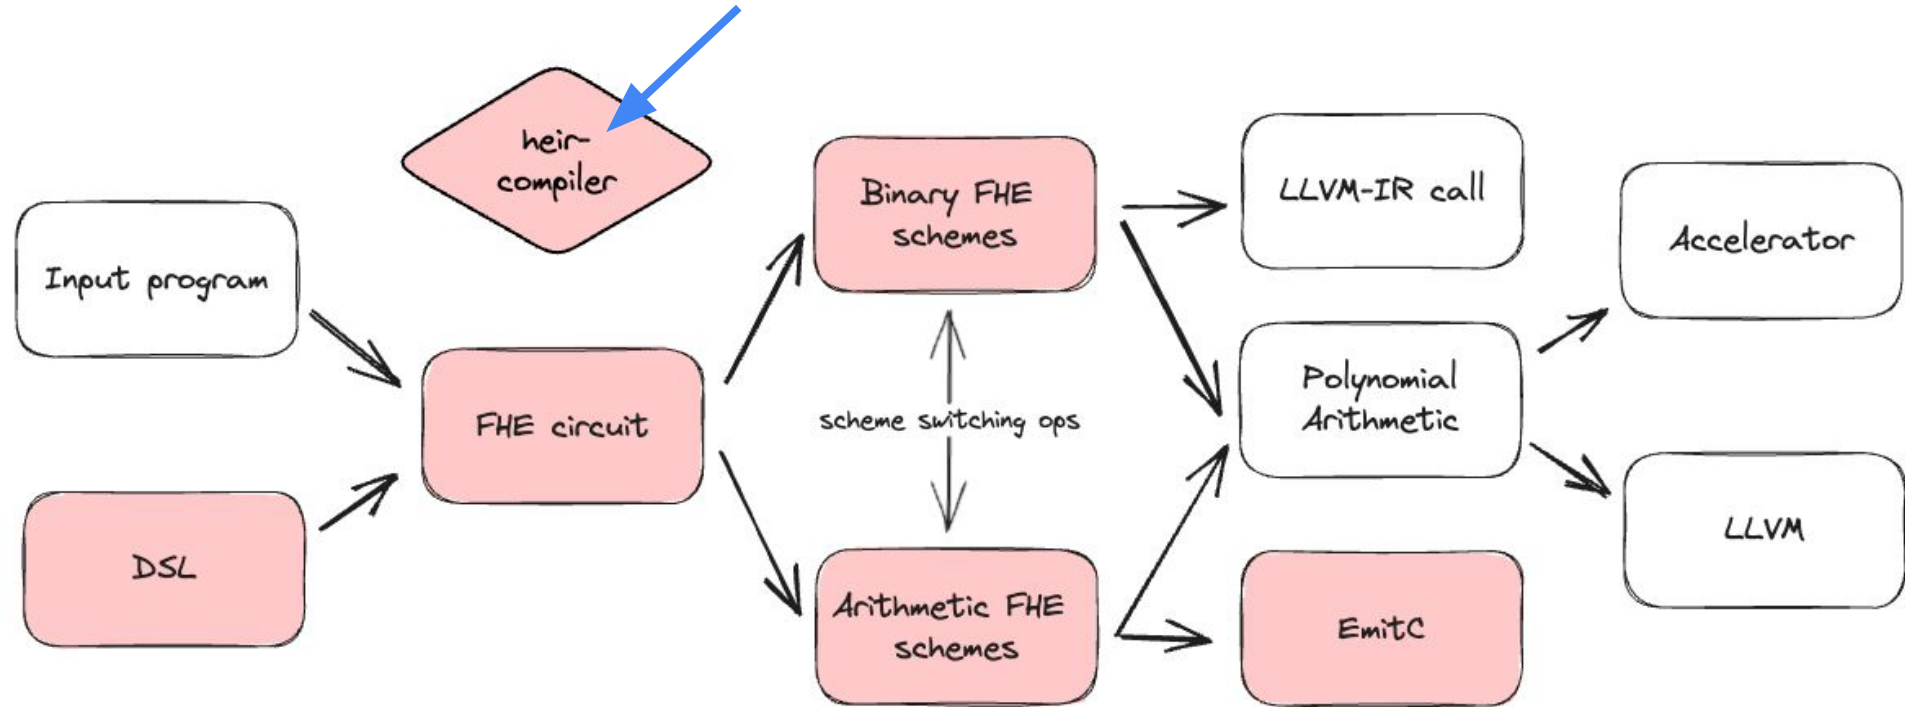 heir-
compiler
Input program
DSL
FHE circuit
Binary FHE
schemes
scheme switching ops
Arithmetic FHE
schemes
LLVM-IR call
Polynomial
Arithmetic
EmitC
Accelerator
LLVM